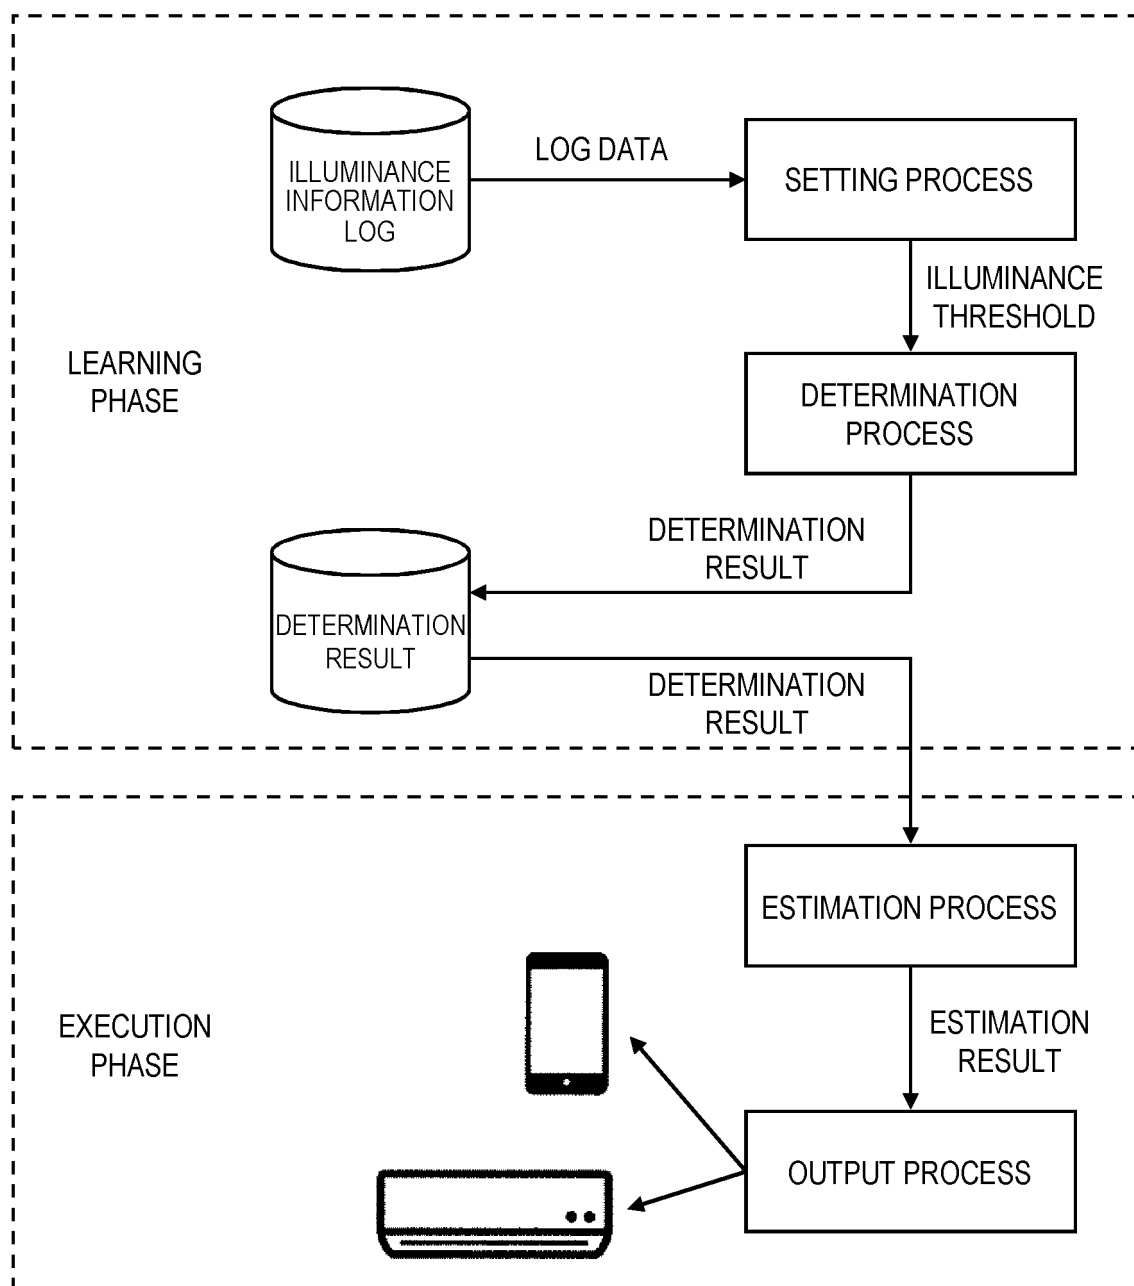 LOG DATA
ILLUMINANCE
INFORMATION
LOG
SETTING PROCESS
ILLUMINANCE
THRESHOLD
LEARNING
PHASE
DETERMINATION
PROCESS
DETERMINATION
RESULT
DETERMINATION
RESULT
DETERMINATION
RESULT
ESTIMATION PROCESS
EXECUTION
PHASE
ESTIMATION
RESULT
OUTPUT PROCESS